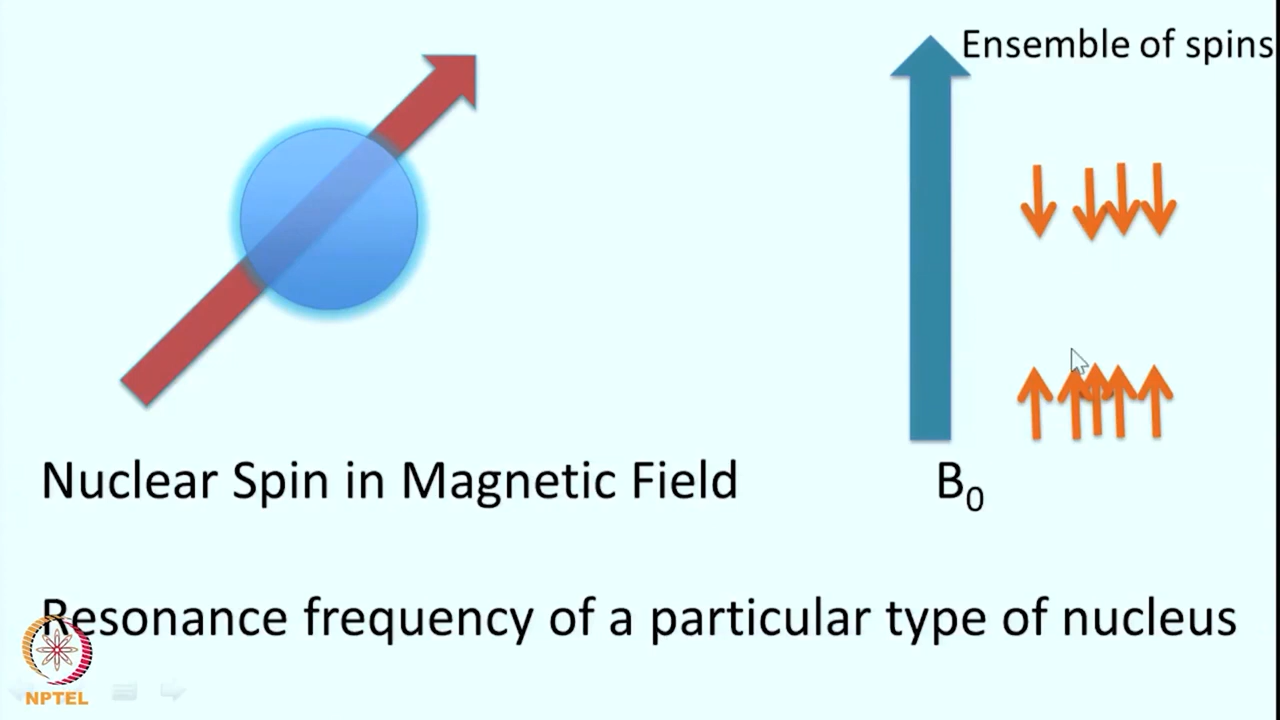 Ensemble of spins
Nuclear Spin in Magnetic Field
B₀
Resonance frequency of a particular type of nucleus
NPTEL